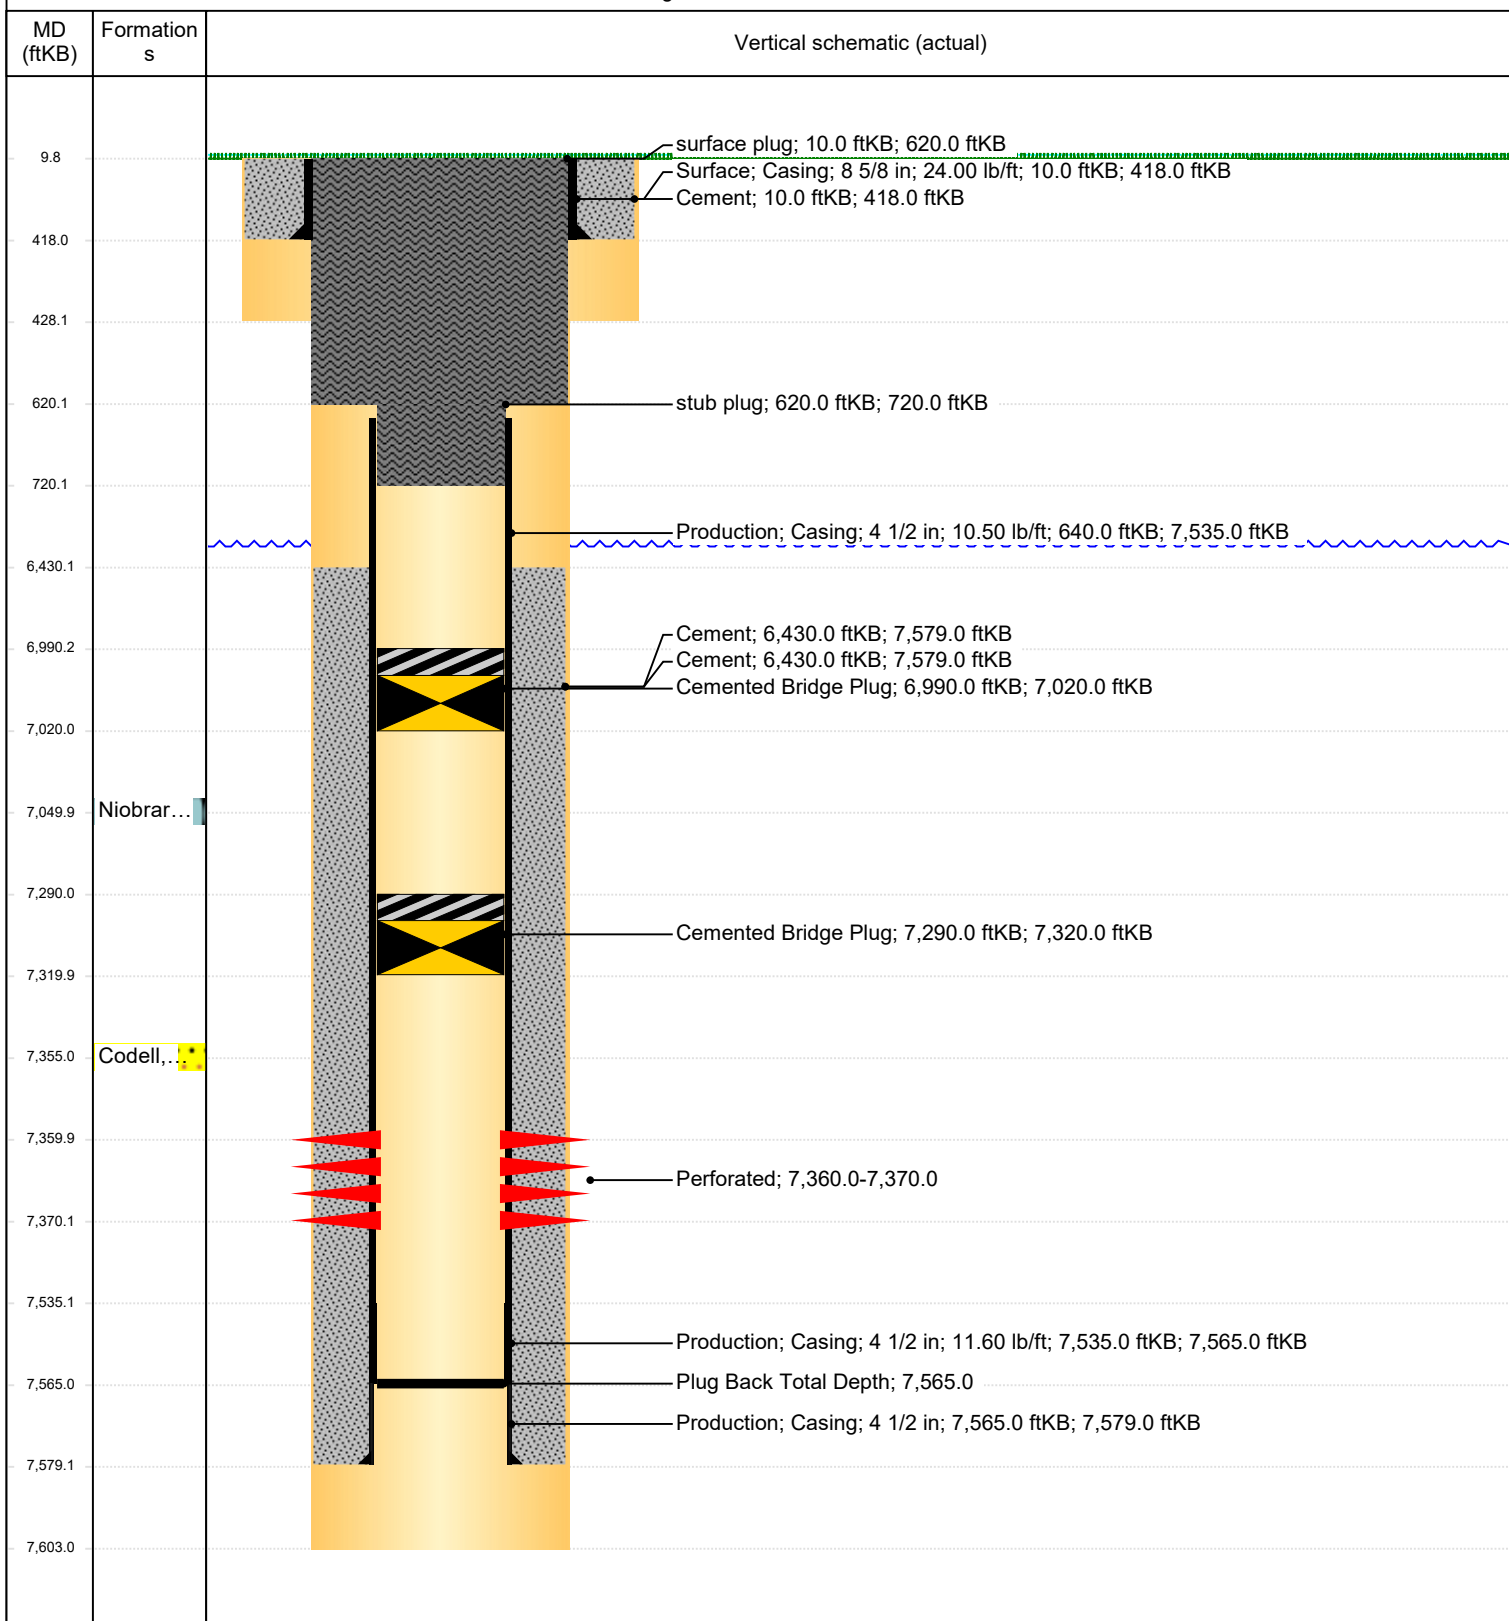 MD
(ftKB)
Formation
s
Vertical schematic (actual)
9.8
418.0
428.1
620.1
720.1
6,430.1
6,990.2
7,020.0
7,049.9
7,290.0
7,319.9
7,355.0
7,359.9
7,370.1
7,535.1
7,565.0
7,579.1
7,603.0
Niobrar...
Codell,...
surface plug; 10.0 ftKB; 620.0 ftKB
Surface; Casing; 8 5/8 in; 24.00 lb/ft; 10.0 ftKB; 418.0 ftKB
Cement; 10.0 ftKB; 418.0 ftKB
stub plug; 620.0 ftKB; 720.0 ftKB
Production; Casing; 4 1/2 in; 10.50 lb/ft; 640.0 ftKB; 7,535.0 ftKB
Cement; 6,430.0 ftKB; 7,579.0 ftKB
Cement; 6,430.0 ftKB; 7,579.0 ftKB
Cemented Bridge Plug; 6,990.0 ftKB; 7,020.0 ftKB
Cemented Bridge Plug; 7,290.0 ftKB; 7,320.0 ftKB
Perforated; 7,360.0-7,370.0
Production; Casing; 4 1/2 in; 11.60 lb/ft; 7,535.0 ftKB; 7,565.0 ftKB
Plug Back Total Depth; 7,565.0
Production; Casing; 4 1/2 in; 7,565.0 ftKB; 7,579.0 ftKB